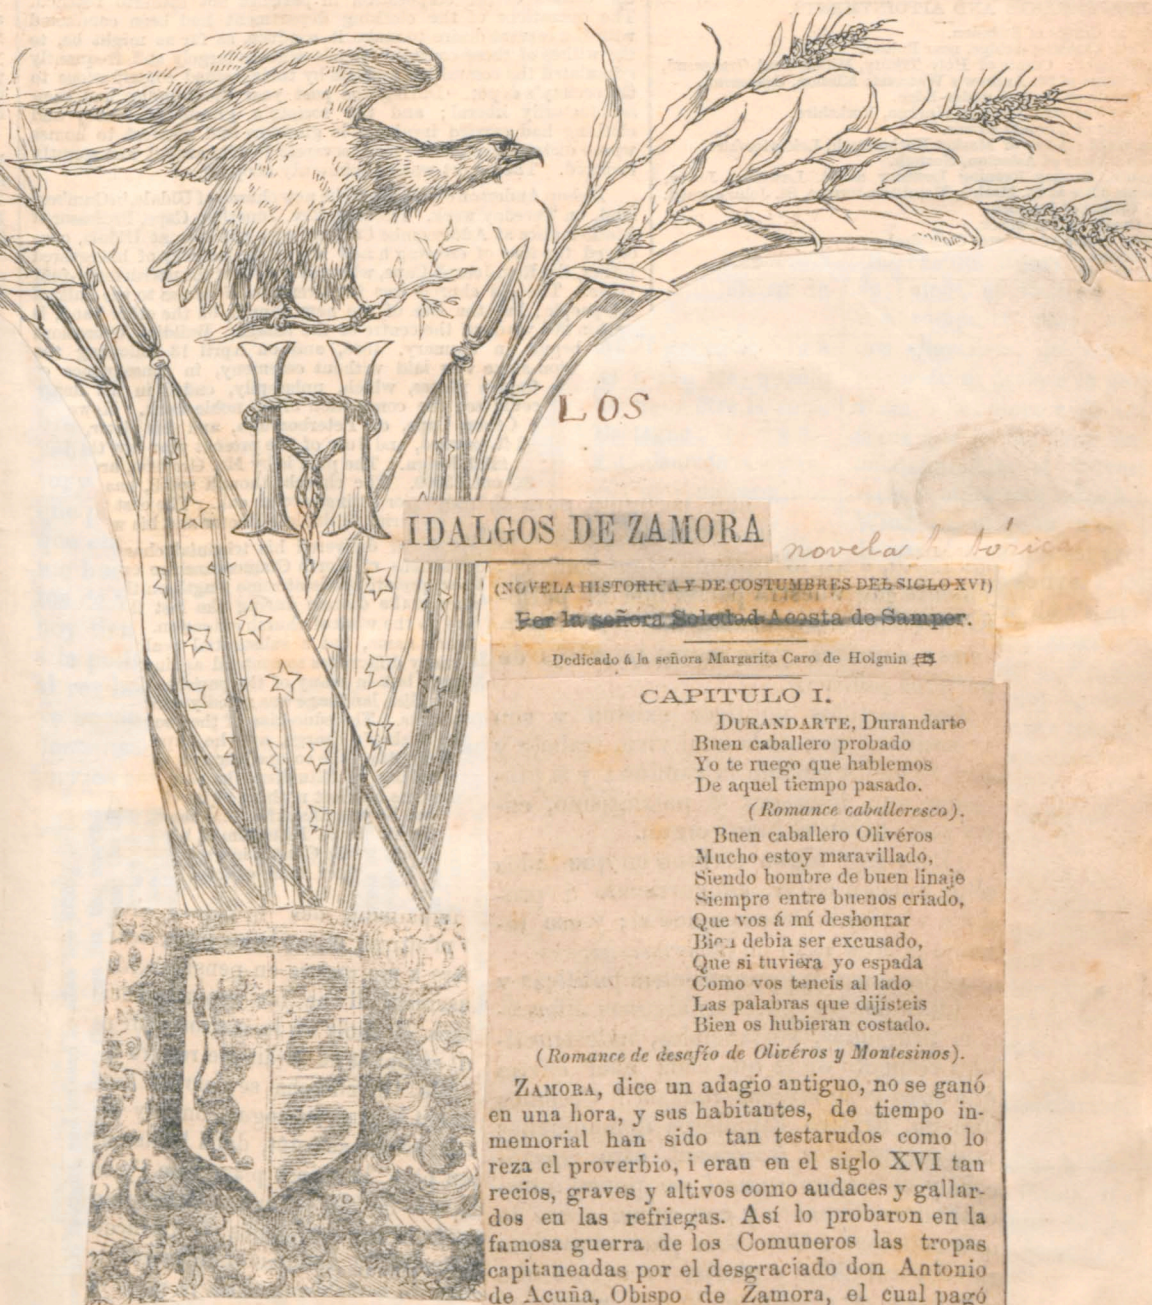 LOS
HIDALGOS DE ZAMORA
novela
(NOVELA HISTORICA Y DE COSTUMBRES DEL SIGLO XVI)
Por la señora Soledad Acosta de Samper.
Dedicado á la señora Margarita Caro de Holguin
CAPITULO I.
DURANDARTE, Durandarte
Buen caballero probado
Yo te ruego que hablemos
De aquel tiempo pasado.
(Romance caballeresco).
Buen caballero Olivéros
Mucho estoy maravillado,
Siendo hombre de buen linaje
Siempre entre buenos criado,
Que vos á mí deshonrar
Bien debia ser excusado,
Que si tuviera yo espada
Como vos teneis al lado
Las palabras que dijísteis
Bien os hubieran costado.
(Romance de desafío de Olivéros y Montesinos).
ZAMORA, dice un adagio antiguo, no se ganó
en una hora, y sus habitantes, de tiempo in-
memorial han sido tan testarudos como lo
reza el proverbio, i eran en el siglo XVI tan
recios, graves y altivos como audaces y gallar-
dos en las refriegas. Así lo probaron en la
famosa guerra de los Comuneros las tropas
capitaneadas por el desgraciado don Antonio
de Acuña, Obispo de Zamora, el cual pagó